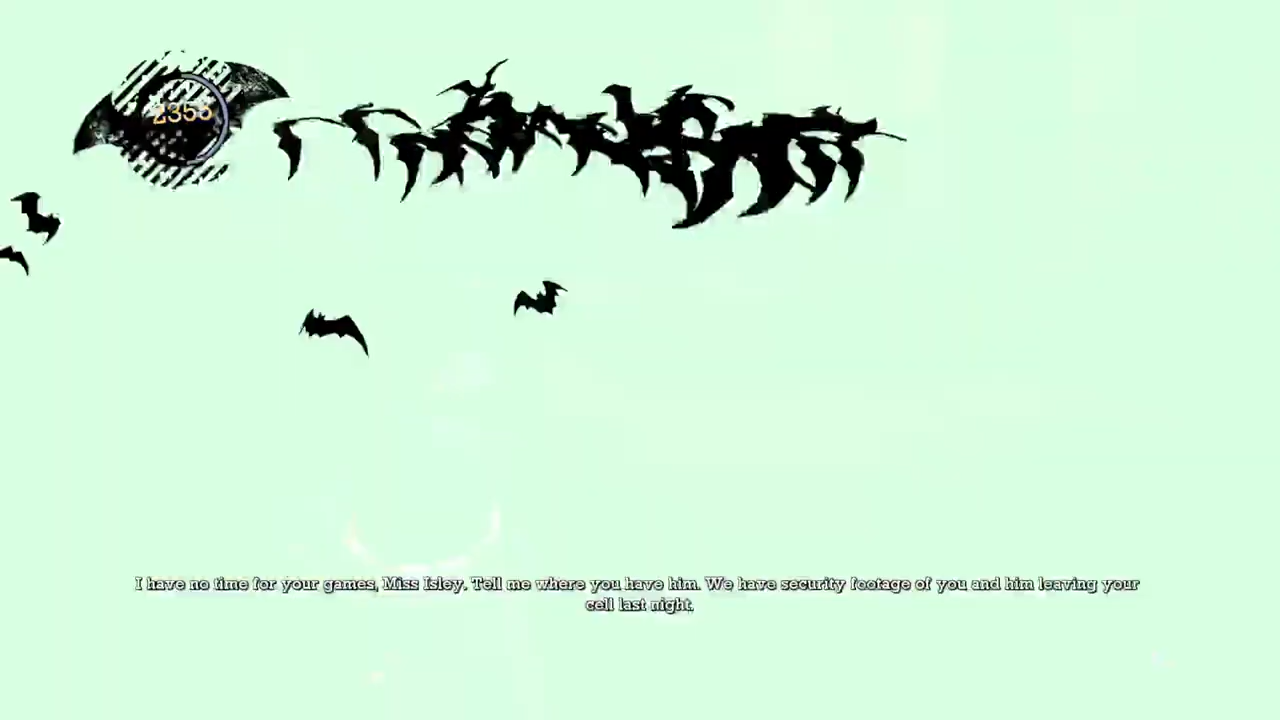 2353
I have no time for your games, Miss Isley. Tell me where you have him. We have security footage of you and him leaving your
cell last night.